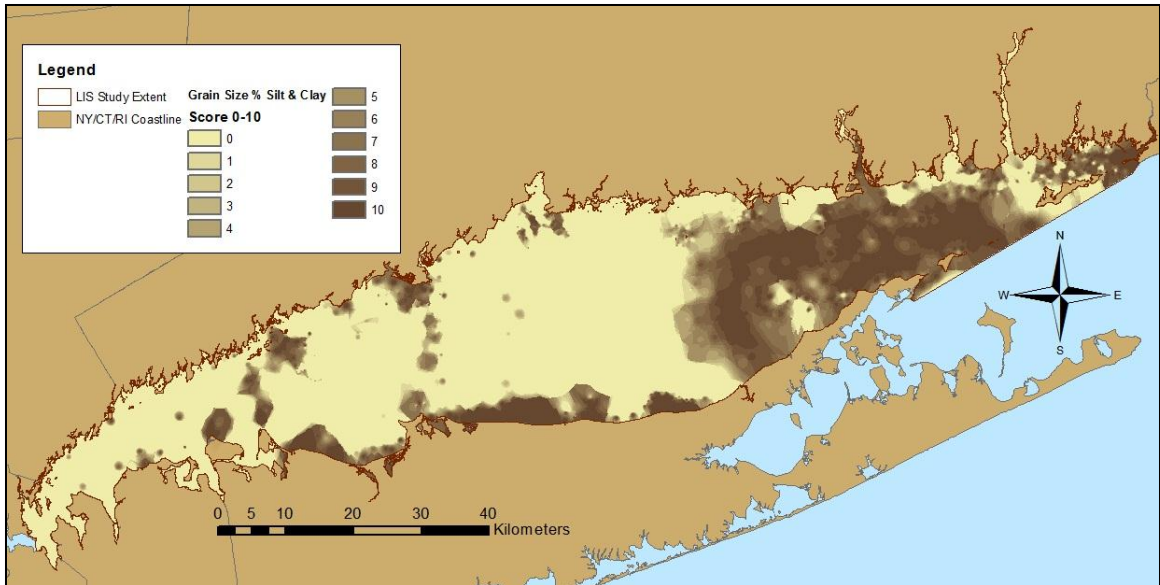 Legend
LIS Study Extent
NY/CT/RI Coastline
Grain Size % Silt & Clay
Score 0-10
0
1
2
3
4
5
6
7
8
9
10
N
W E
S
0 5 10 20 30 40
Kilometers